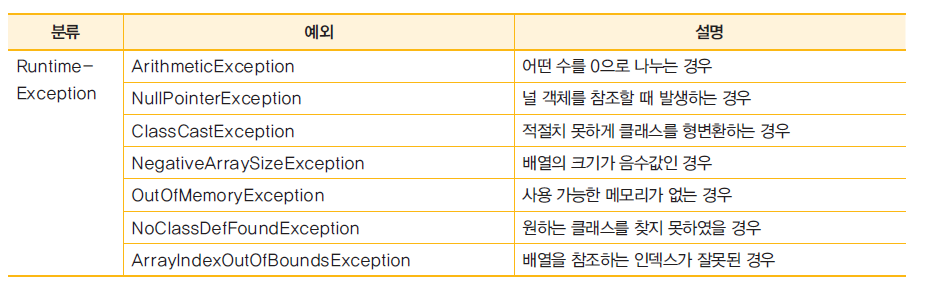 분류 예외 설명
Runtime- ArithmeticException 어떤 수를 0으로 나누는 경우
Exception NullPointerException 널 객체를 참조할 때 발생하는 경우
ClassCastException 적절치 못하게 클래스를 형변환하는 경우
NegativeArraySizeException 배열의 크기가 음수값인 경우
OutOfMemoryException 사용 가능한 메모리가 없는 경우
NoClassDefFoundException 원하는 클래스를 찾지 못하였을 경우
ArrayIndexOutOfBoundsException 배열을 참조하는 인덱스가 잘못된 경우